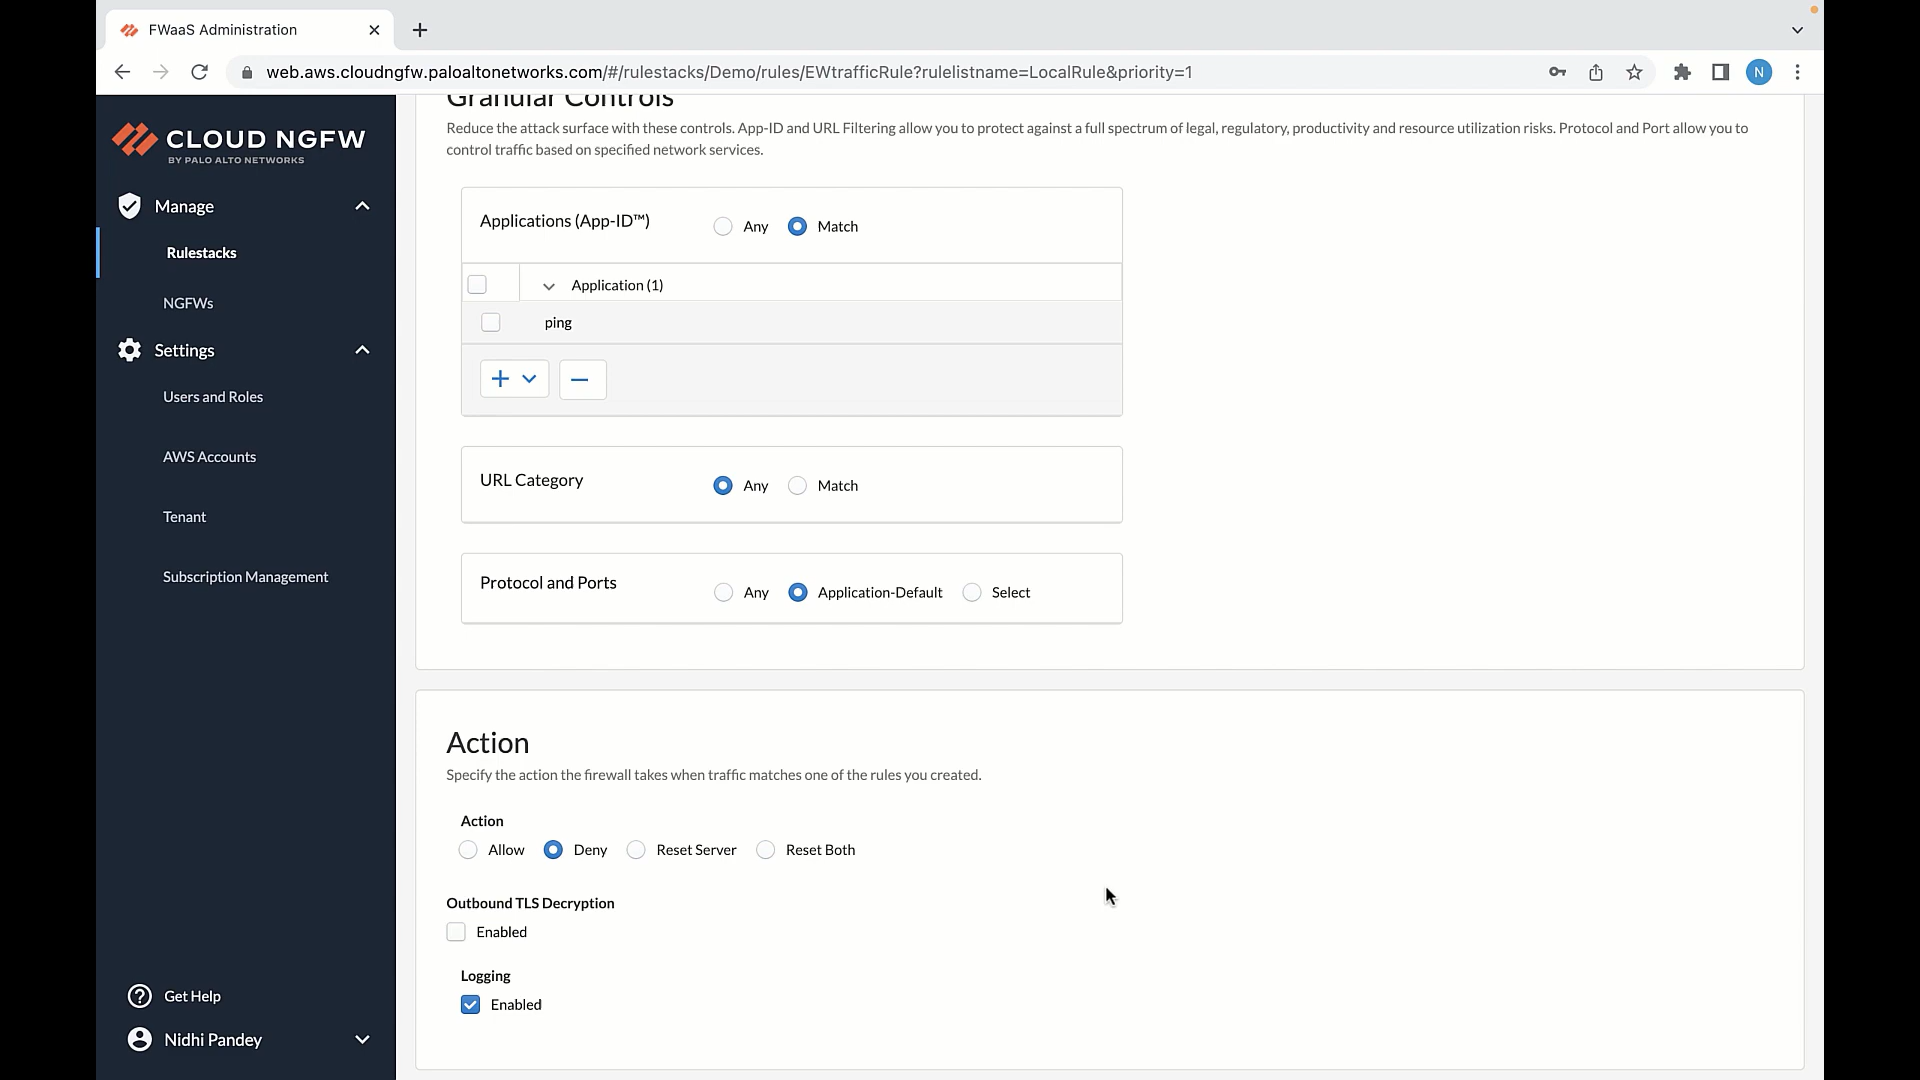 FWaaS Administration
web.aws.cloudngfw.paloaltonetworks.com/#/rulestacks/Demo/rules/EWtrafficRule?rulelistname=LocalRule&priority=1
N
CLOUD NGFW
BY PALO ALTO NETWORKS
Manage
Rulestacks
NGFWs
Settings
Users and Roles
AWS Accounts
Tenant
Subscription Management
Get Help
Nidhi Pandey
Granular Controls
Reduce the attack surface with these controls. App-ID and URL Filtering allow you to protect against a full spectrum of legal, regulatory, productivity and resource utilization risks. Protocol and Port allow you to
control traffic based on specified network services.
Applications (App-ID™) Any Match
Application (1)
ping
URL Category Any Match
Protocol and Ports Any Application-Default Select
Action
Specify the action the firewall takes when traffic matches one of the rules you created.
Action
Allow Deny Reset Server Reset Both
Outbound TLS Decryption
Enabled
Logging
Enabled